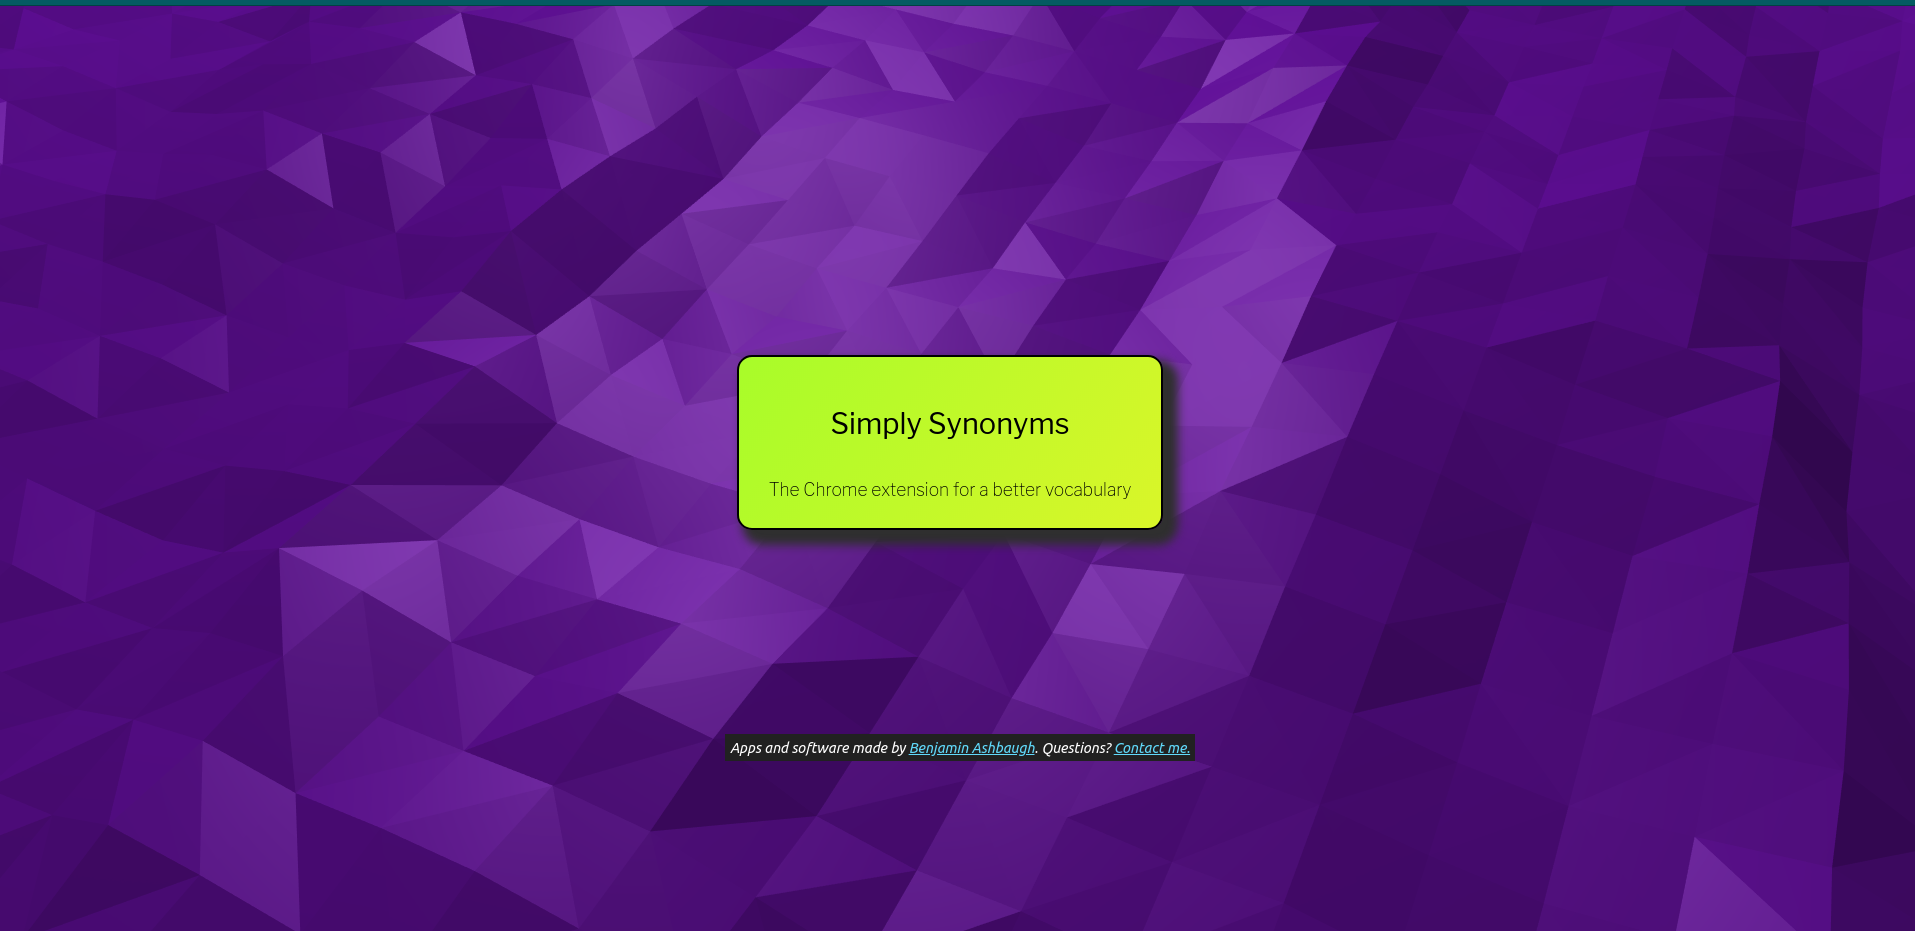 Simply Synonyms
The Chrome extension for a better vocabulary
Apps and software made by Benjamin Ashbaugh. Questions? Contact me.